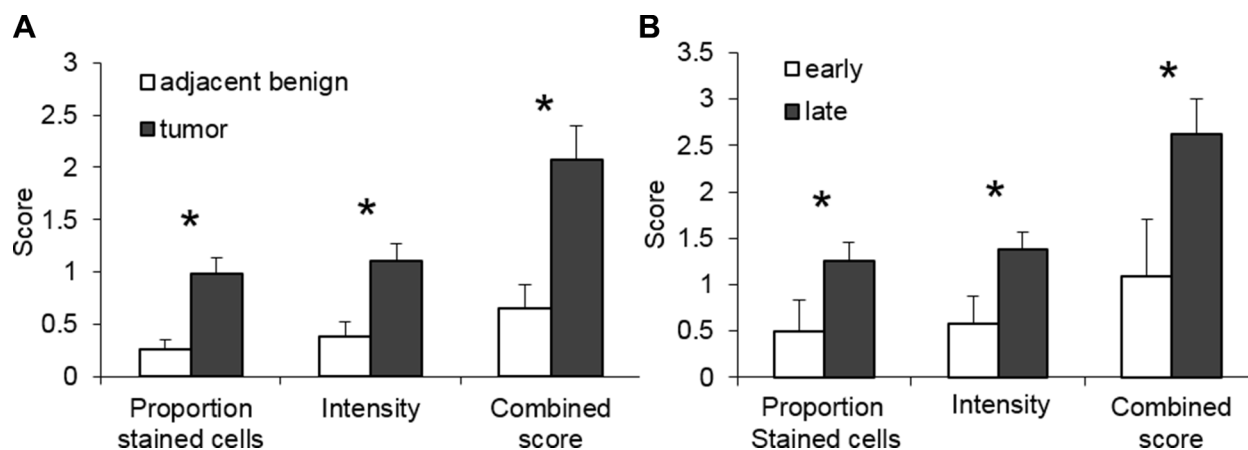 A
3
2.5
2
1.5
1
0.5
0
Score
adjacent benign
tumor
*
*
*
Proportion
stained cells
Intensity
Combined
score
B
3.5
3
2.5
2
1.5
1
0.5
0
Score
early
late
*
*
*
Proportion
Stained cells
Intensity
Combined
score